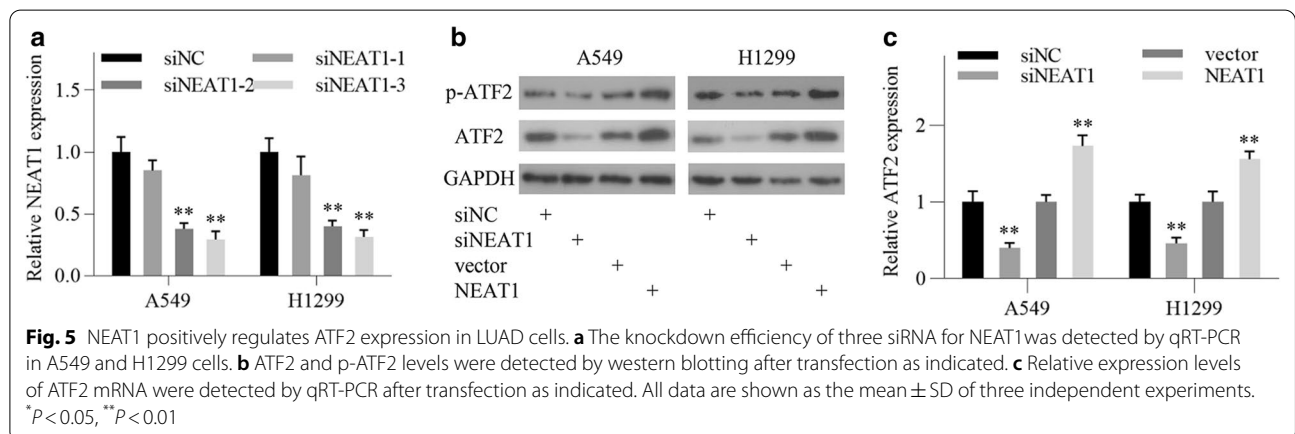 a
siNC
siNEAT1-1
siNEAT1-2
siNEAT1-3
Relative NEAT1 expression
1.5
1.0
0.5
0.0
** **
** **
A549 H1299
b
A549 H1299
p-ATF2
ATF2
GAPDH
siNC + +
siNEAT1 + +
vector + +
NEAT1 + +
c
siNC vector
siNEAT1 NEAT1
Relative ATF2 expression
2
1
0
** **
** **
A549 H1299
Fig. 5 NEAT1 positively regulates ATF2 expression in LUAD cells. a The knockdown efficiency of three siRNA for NEAT1was detected by qRT-PCR
in A549 and H1299 cells. b ATF2 and p-ATF2 levels were detected by western blotting after transfection as indicated. c Relative expression levels
of ATF2 mRNA were detected by qRT-PCR after transfection as indicated. All data are shown as the mean ± SD of three independent experiments.
*P < 0.05, **P < 0.01